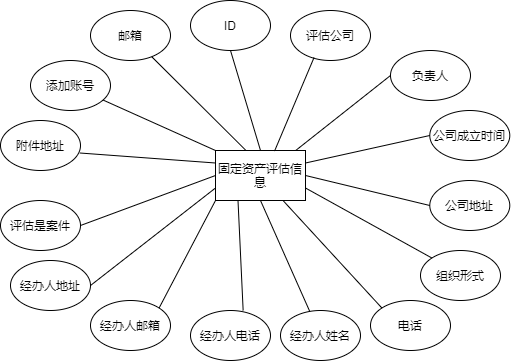 ID
邮箱
评估公司
添加账号
负责人
附件地址
公司成立时间
固定资产评估信
息
评估是案件
公司地址
经办人地址
组织形式
经办人邮箱
经办人电话
经办人姓名
电话